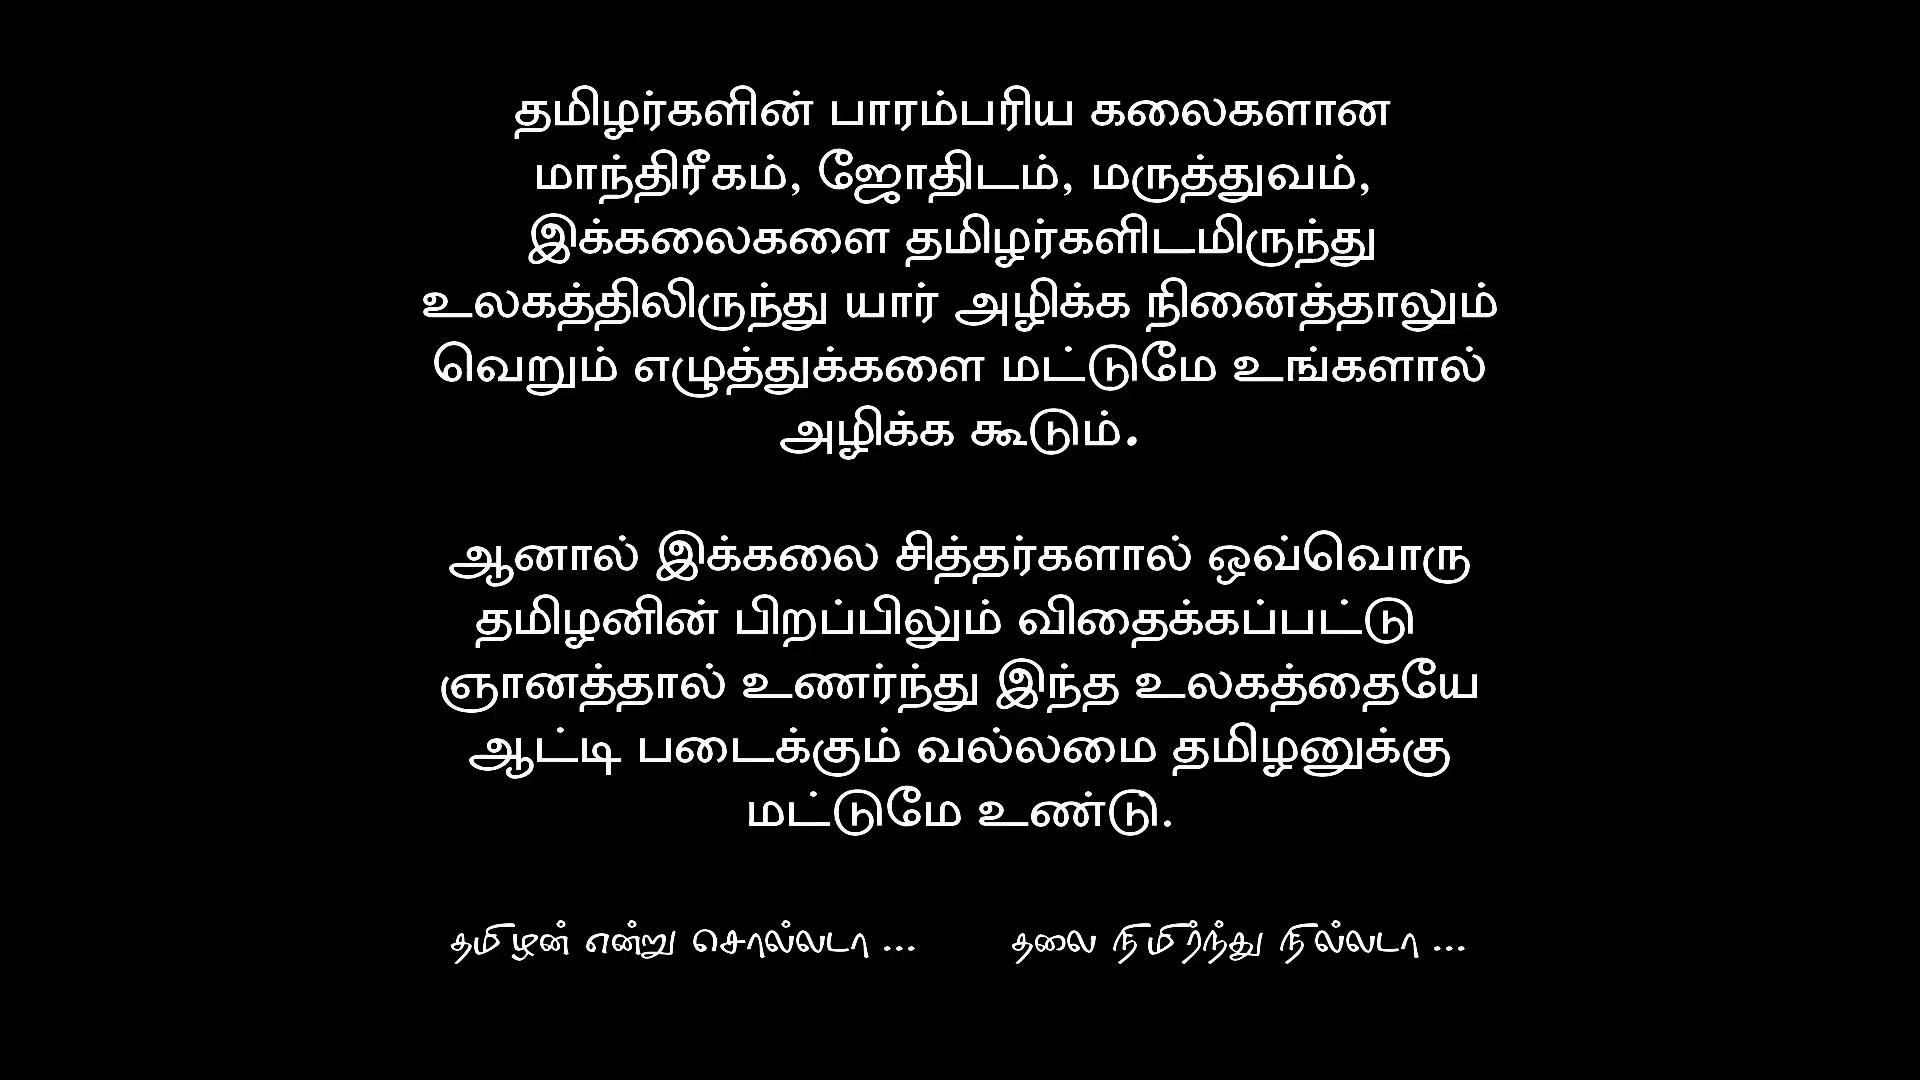 தமிழர்களின் பாரம்பரிய கலைகளான
மாந்திரீகம், ஜோதிடம், மருத்துவம்,
இக்கலைகளை தமிழர்களிடமிருந்து
உலகத்திலிருந்து யார் அழிக்க நினைத்தாலும்
வெறும் எழுத்துக்களை மட்டுமே உங்களால்
அழிக்க கூடும்.
ஆனால் இக்கலை சித்தர்களால் ஒவ்வொரு
தமிழனின் பிறப்பிலும் விதைக்கப்பட்டு
ஞானத்தால் உணர்ந்து இந்த உலகத்தையே
ஆட்டி படைக்கும் வல்லமை தமிழனுக்கு
மட்டுமே உண்டு.
தமிழன் என்று சொல்லடா ... தலை நிமிர்ந்து நில்லடா ...